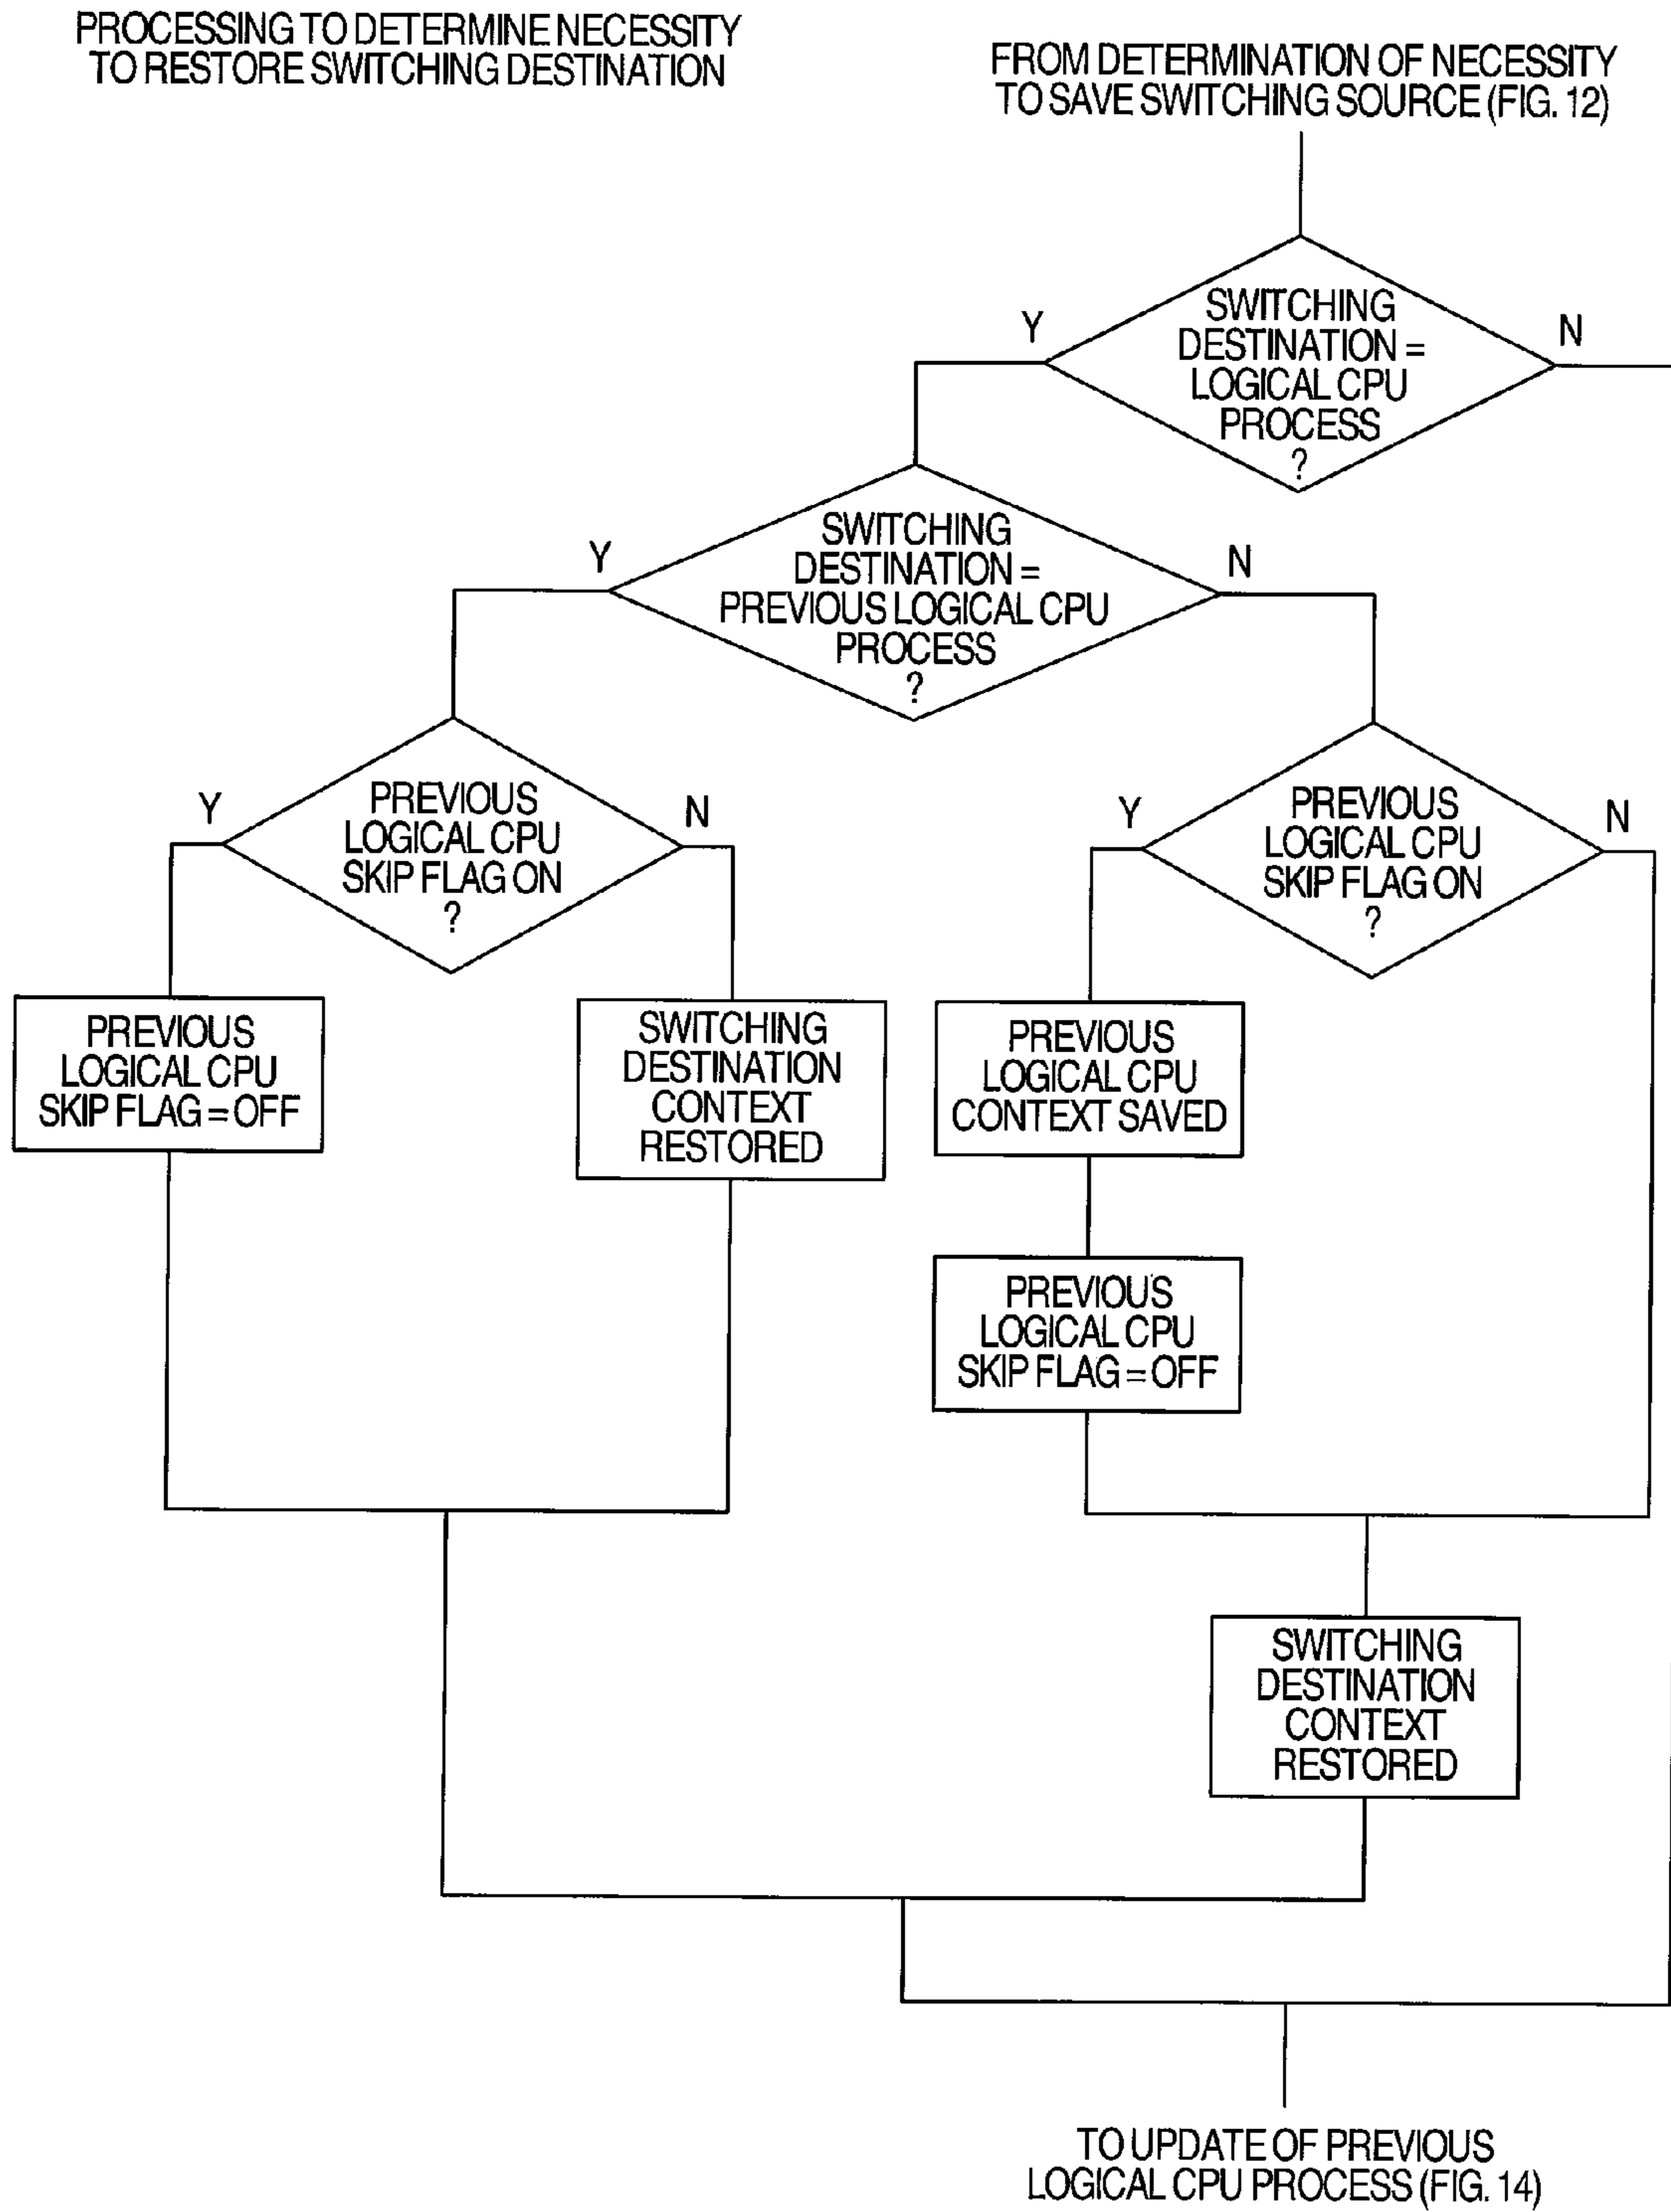 PROCESSING TO DETERMINE NECESSITY
TO RESTORE SWITCHING DESTINATION
FROM DETERMINATION OF NECESSITY
TO SAVE SWITCHING SOURCE (FIG. 12)
SWITCHING
DESTINATION =
LOGICAL CPU
PROCESS
?
Y
N
SWITCHING
DESTINATION =
PREVIOUS LOGICAL CPU
PROCESS
?
Y
N
PREVIOUS
LOGICAL CPU
SKIP FLAG ON
?
Y
N
PREVIOUS
LOGICAL CPU
SKIP FLAG ON
?
Y
N
PREVIOUS
LOGICAL CPU
SKIP FLAG = OFF
SWITCHING
DESTINATION
CONTEXT
RESTORED
PREVIOUS
LOGICAL CPU
CONTEXT SAVED
PREVIOUS
LOGICAL CPU
SKIP FLAG = OFF
SWITCHING
DESTINATION
CONTEXT
RESTORED
TO UPDATE OF PREVIOUS
LOGICAL CPU PROCESS (FIG. 14)